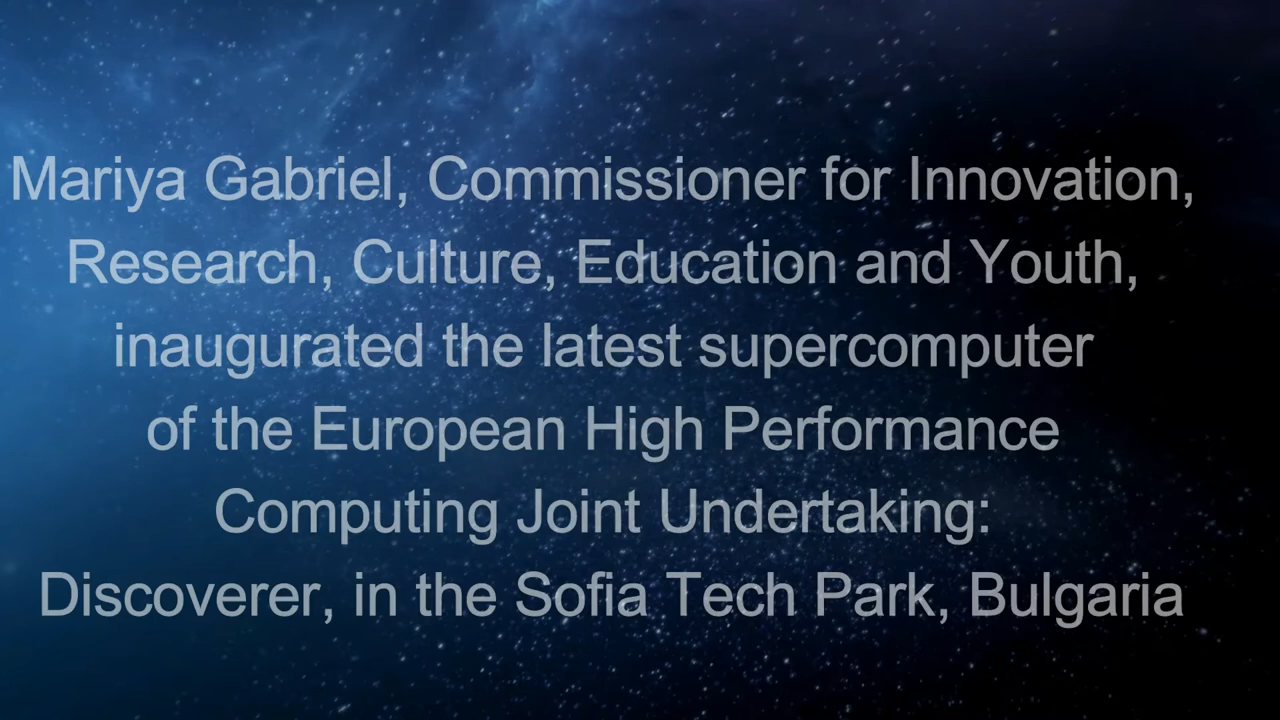 Mariya Gabriel, Commissioner for Innovation,
Research, Culture, Education and Youth,
inaugurated the latest supercomputer
of the European High Performance
Computing Joint Undertaking:
Discoverer, in the Sofia Tech Park, Bulgaria